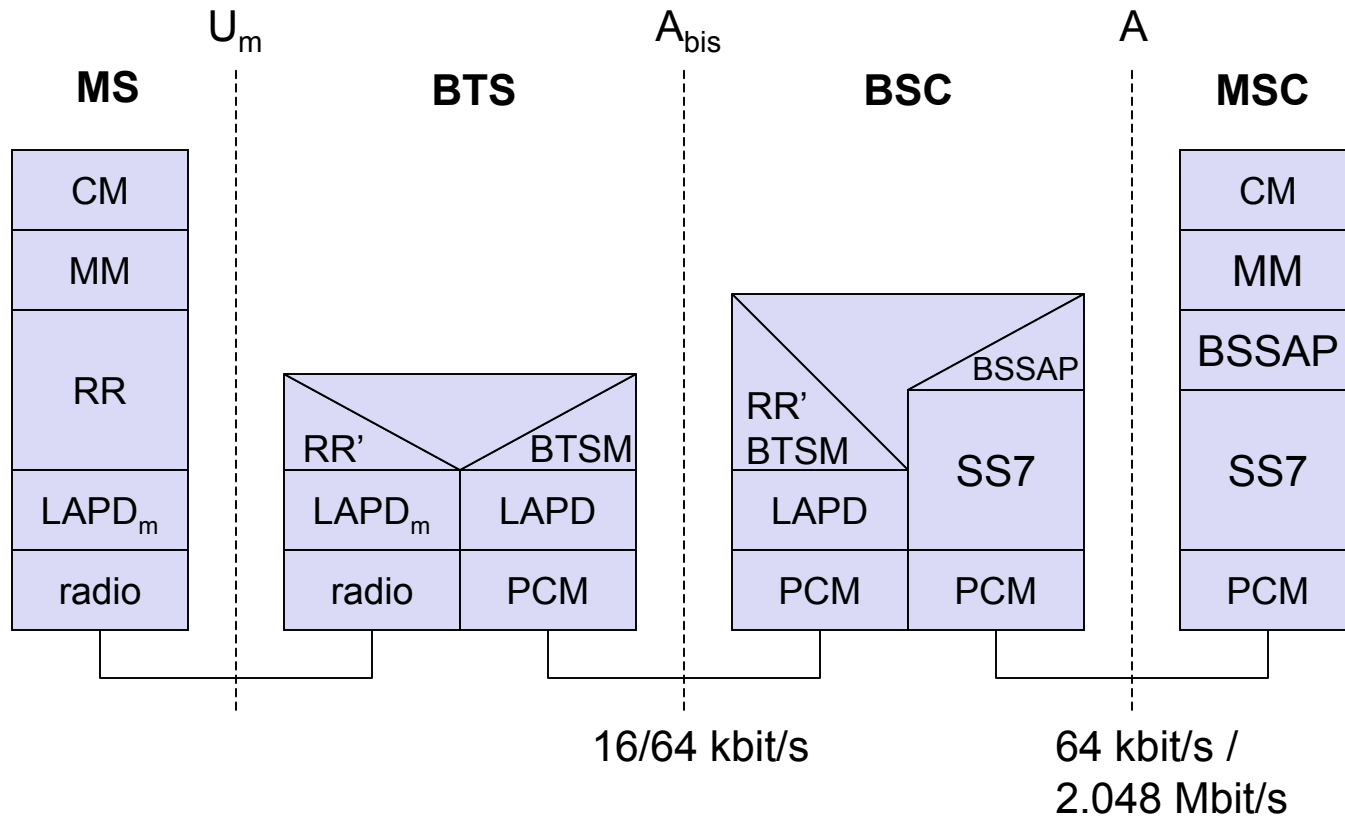 Um Abis A
MS BTS BSC MSC
CM CM
MM MM
RR BSSAP BSSAP
RR’ BTSM RR’ SS7 SS7
BTSM
LAPDm LAPDm LAPD LAPD
radio radio PCM PCM PCM PCM
16/64 kbit/s 64 kbit/s /
2.048 Mbit/s